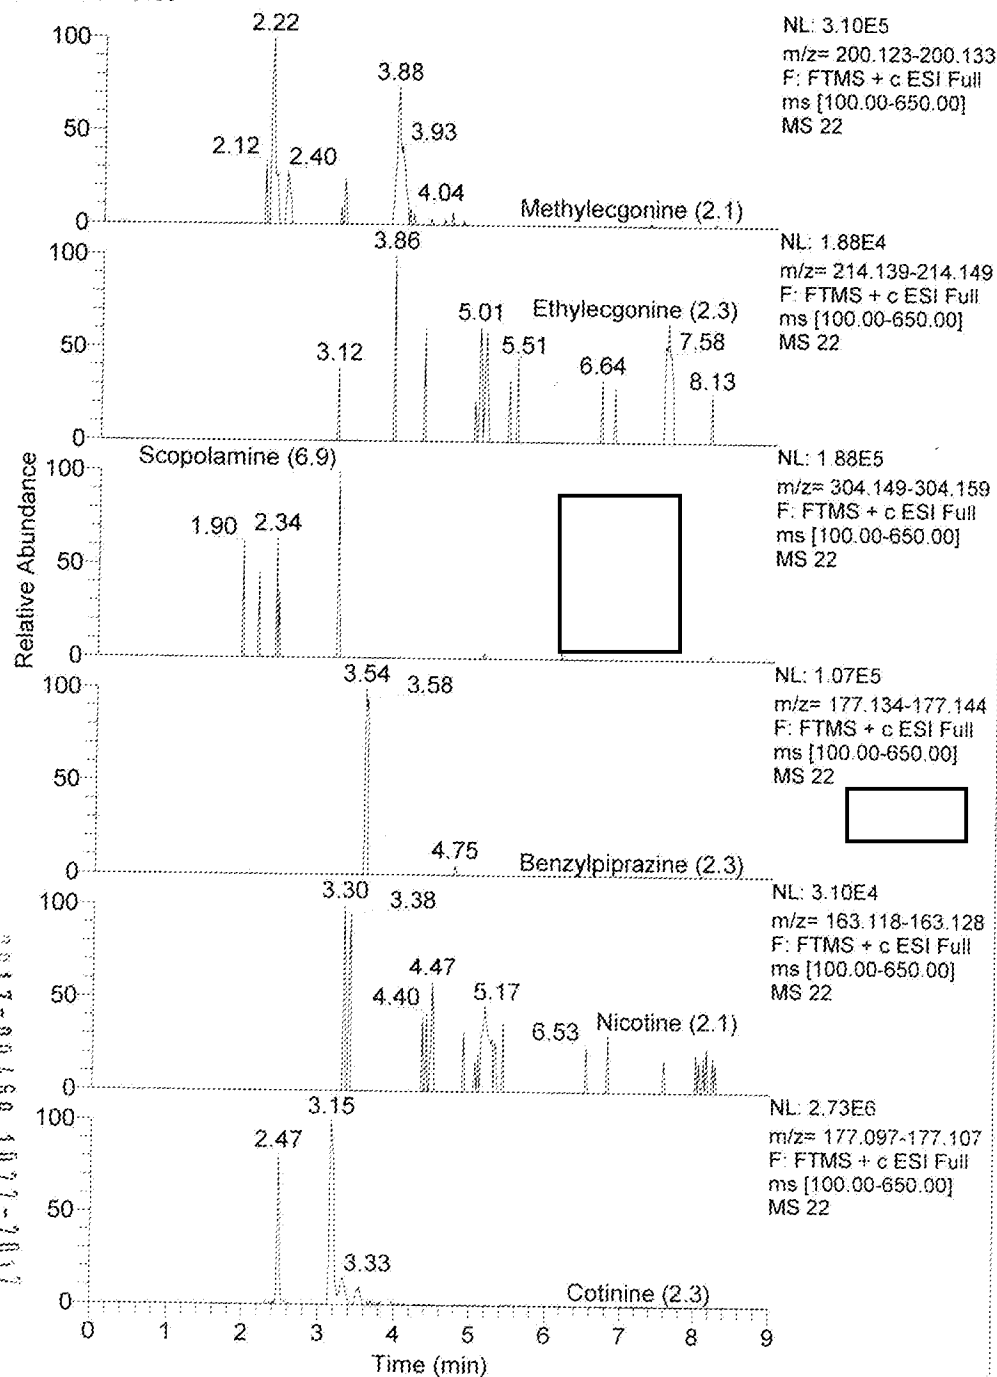 100
2.22
NL: 3.10E5
m/z= 200.123-200.133
3.88
F: FTMS + c ESI Full
ms [100.00-650.00]
50
2.12
2.40
3.93
MS 22
4.04
0
Methylecgonine (2.1)
100
3.86
NL: 1.88E4
m/z= 214.139-214.149
5.01
Ethylecgonine (2.3)
F: FTMS + c ESI Full
ms [100.00-650.00]
50
3.12
5.51
6.64
7.58
MS 22
8.13
0
Relative Abundance
100
Scopolamine (6.9)
NL: 1.88E5
m/z= 304.149-304.159
1.90
2.34
F: FTMS + c ESI Full
ms [100.00-650.00]
50
MS 22
0
100
3.54
3.58
NL: 1.07E5
m/z= 177.134-177.144
F: FTMS + c ESI Full
ms [100.00-650.00]
50
MS 22
4.75
0
Benzylpiprazine (2.3)
100
3.30
3.38
NL: 3.10E4
m/z= 163.118-163.128
F: FTMS + c ESI Full
4.47
ms [100.00-650.00]
50
4.40
5.17
MS 22
6.53
Nicotine (2.1)
0
100
3.15
NL: 2.73E6
2.47
m/z= 177.097-177.107
F: FTMS + c ESI Full
ms [100.00-650.00]
50
MS 22
3.33
0
Cotinine (2.3)
0 1 2 3 4 5 6 7 8 9
Time (min)